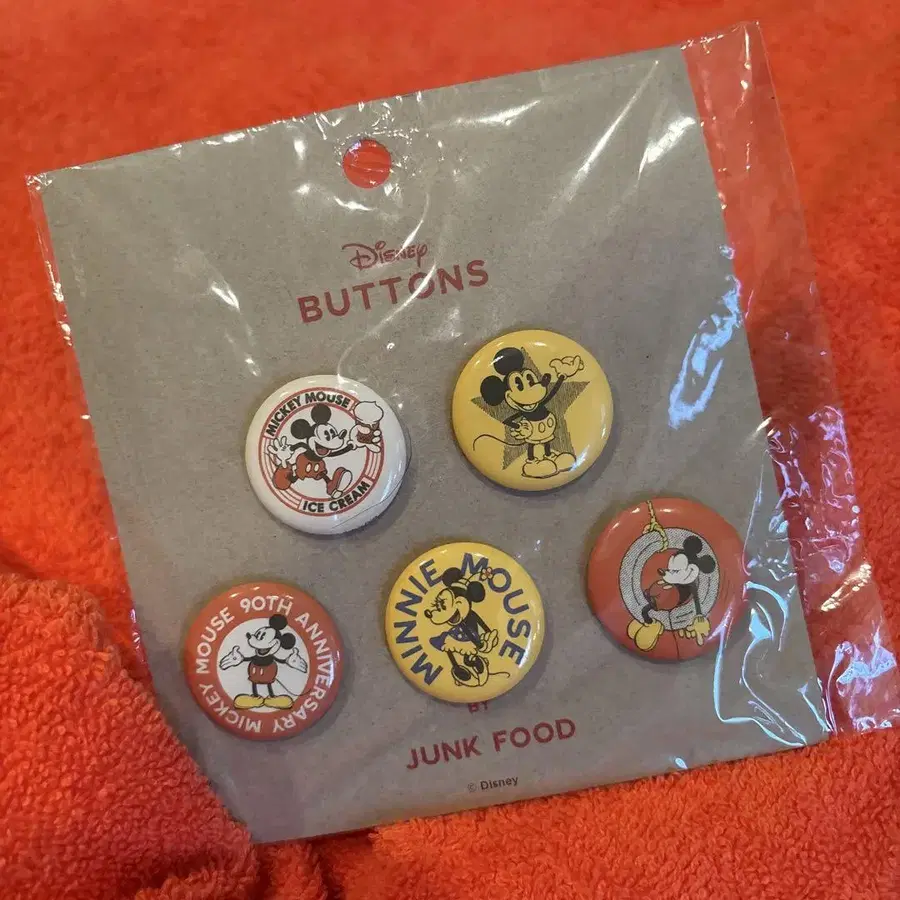 Disney
BUTTONS
MICKEY MOUSE
ICE CREAM
MICKEY MOUSE 90TH ANNIVERSARY
MINNIE MOUSE
BY
JUNK FOOD
© Disney